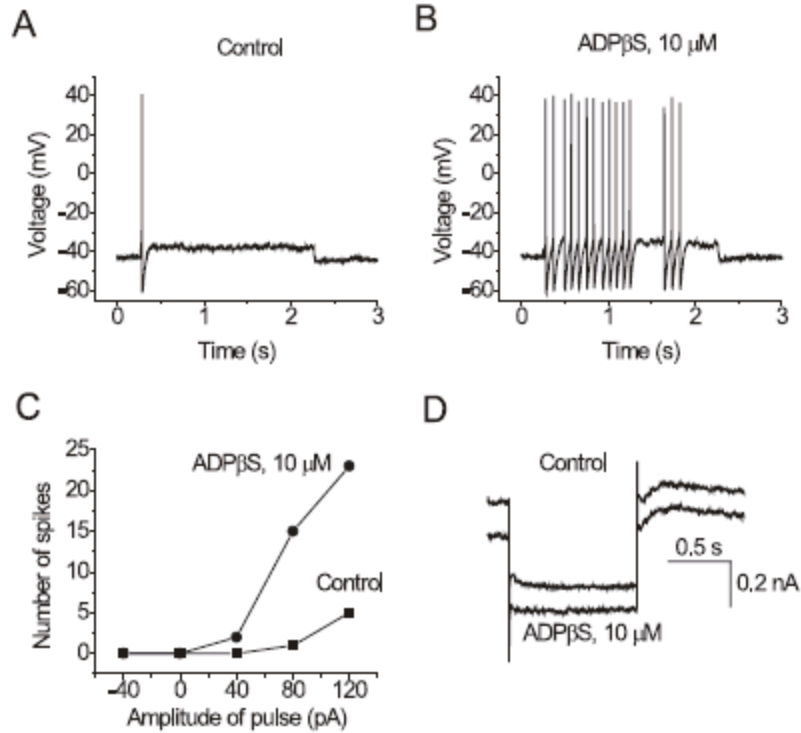 A
Control
40
20
0
-20
-40
-60
Voltage (mV)
0 1 2 3
Time (s)
B
ADPβS, 10 μM
40
20
0
-20
-40
-60
Voltage (mV)
0 1 2 3
Time (s)
C
25
20
15
10
5
0
Number of spikes
ADPβS, 10 μM
Control
-40 0 40 80 120
Amplitude of pulse (pA)
D
Control
0.5 s
0.2 nA
ADPβS, 10 μM